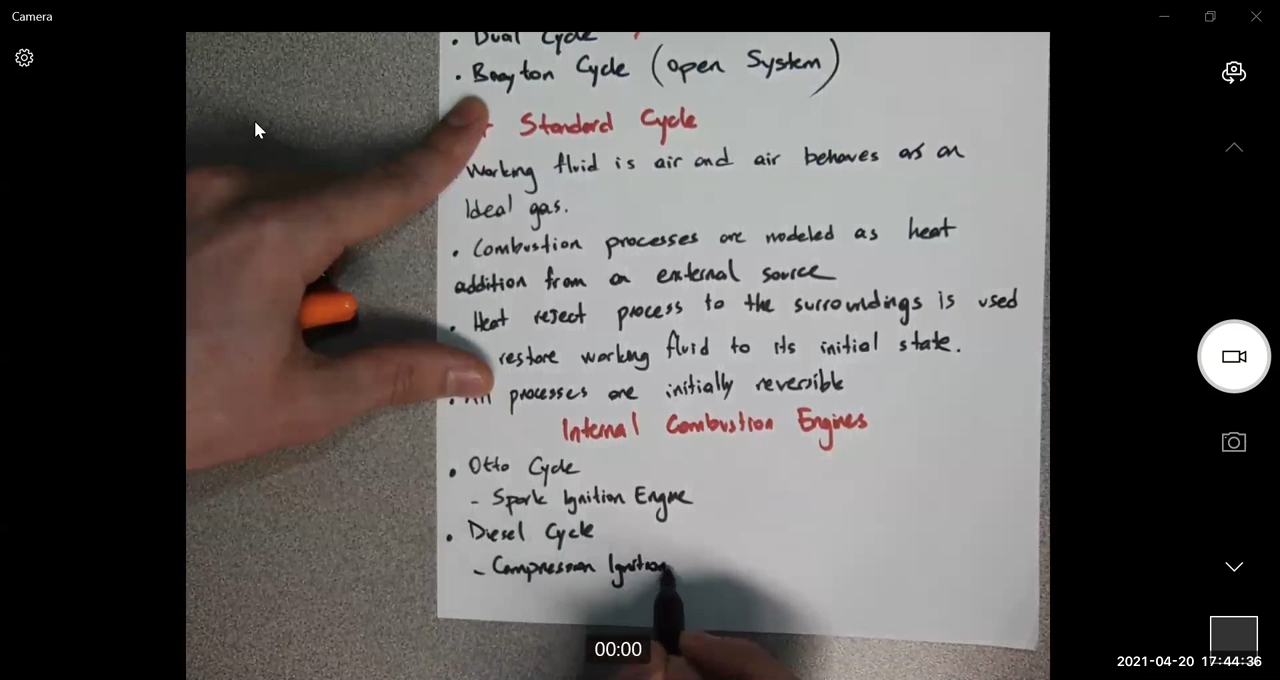 Camera
• Dual Cycle
• Brayton Cycle (open System)
Standard Cycle
Working fluid is air and air behaves as an
Ideal gas.
• Combustion processes are modeled as heat
addition from an external source
• Heat reject process to the surroundings is used
restore working fluid to its initial state.
• All processes are initially reversible
Internal Combustion Engines
• Otto Cycle
- Spark Ignition Engine
• Diesel Cycle
- Compression Ignition
00:00
2021-04-20 17:44:36